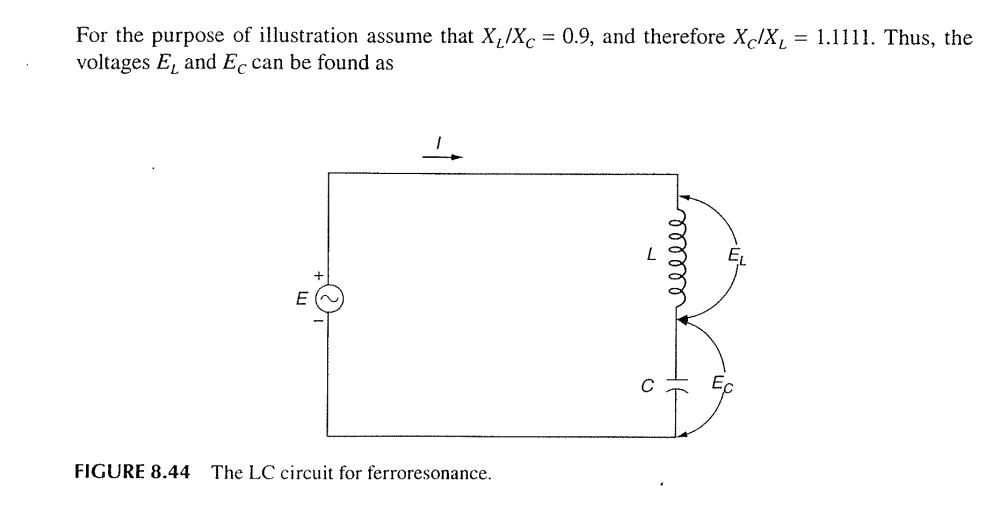 For the purpose of illustration assume that X_L/X_C = 0.9, and therefore X_C/X_L = 1.1111. Thus, the
voltages E_L and E_C can be found as
I
L
E_L
+
E
–
C
E_C
FIGURE 8.44 The LC circuit for ferroresonance.